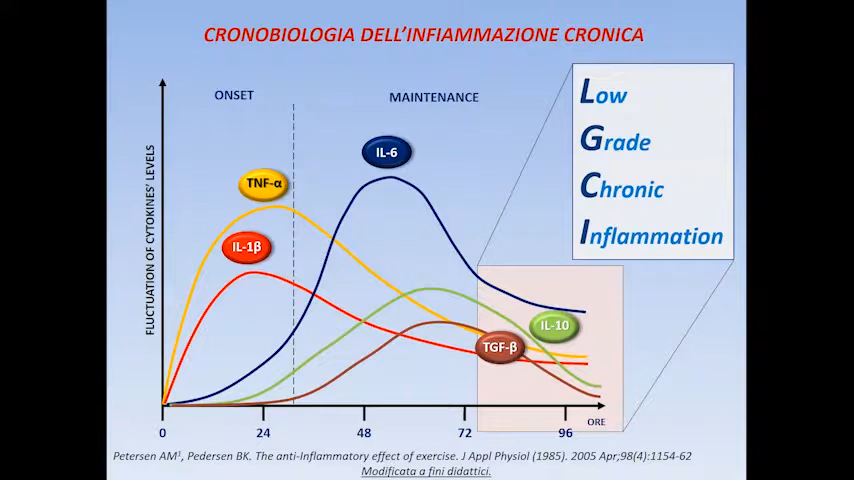 CRONOBIOLOGIA DELL'INFIAMMAZIONE CRONICA
ONSET
MAINTENANCE
Low
Grade
Chronic
Inflammation
IL-6
TNF-α
IL-1β
IL-10
TGF-β
FLUCTUATION OF CYTOKINES' LEVELS
ORE
0 24 48 72 96
Petersen AM¹, Pedersen BK. The anti-Inflammatory effect of exercise. J Appl Physiol (1985). 2005 Apr;98(4):1154-62
Modificata a fini didattici.